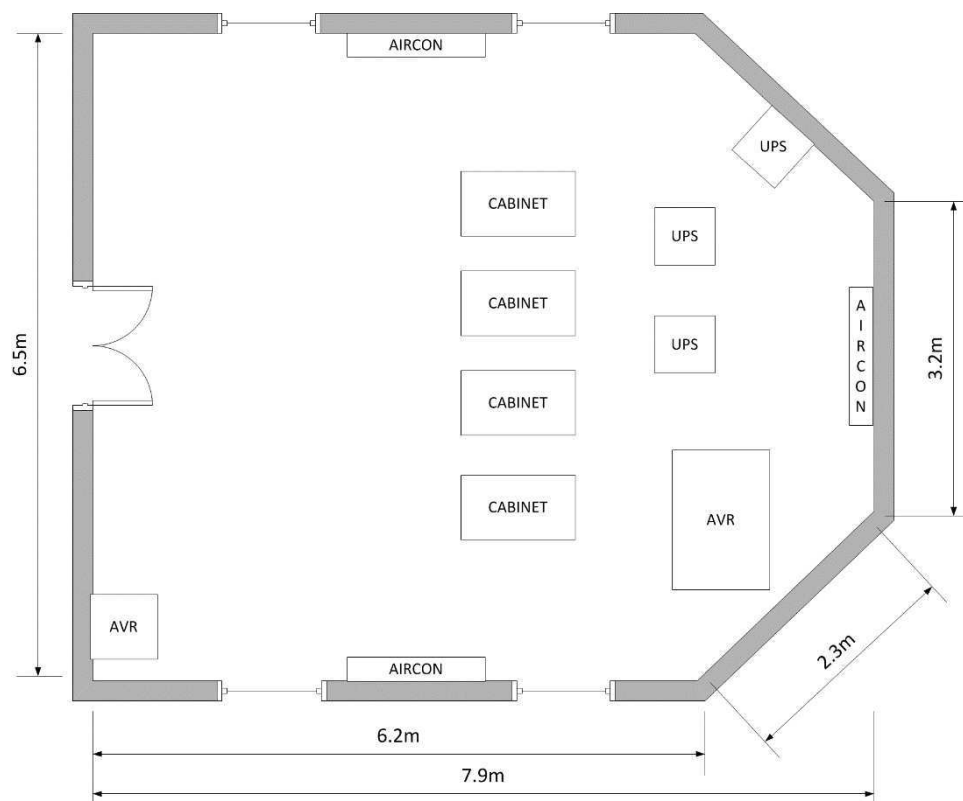 AIRCON
UPS
CABINET
UPS
CABINET
AIRCON
6.5m
UPS
3.2m
CABINET
CABINET
AVR
AVR
AIRCON
2.3m
6.2m
7.9m